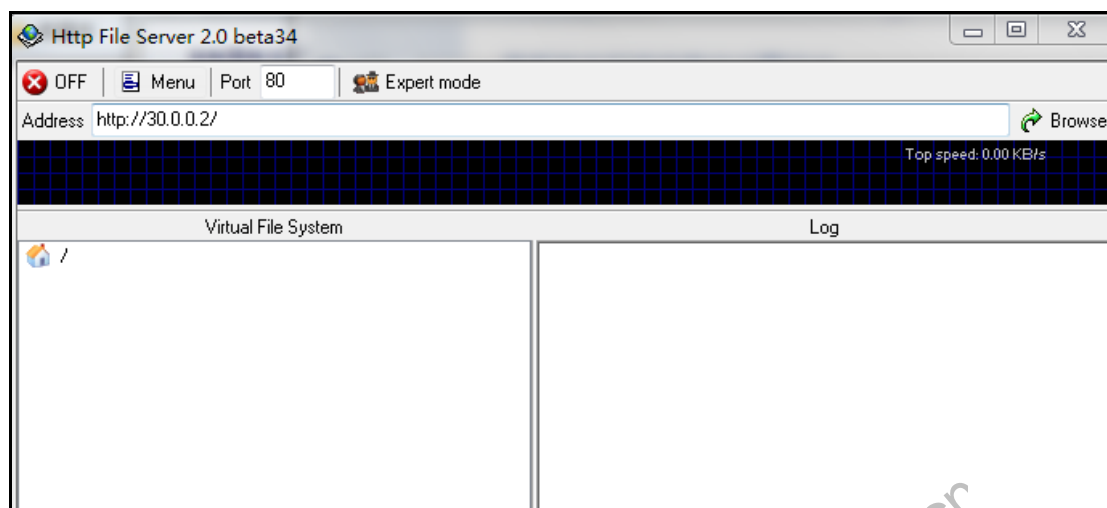 Http File Server 2.0 beta34
OFF Menu Port 80 Expert mode
Address http://30.0.0.2/ Browse
Top speed: 0.00 KB/s
Virtual File System Log
/